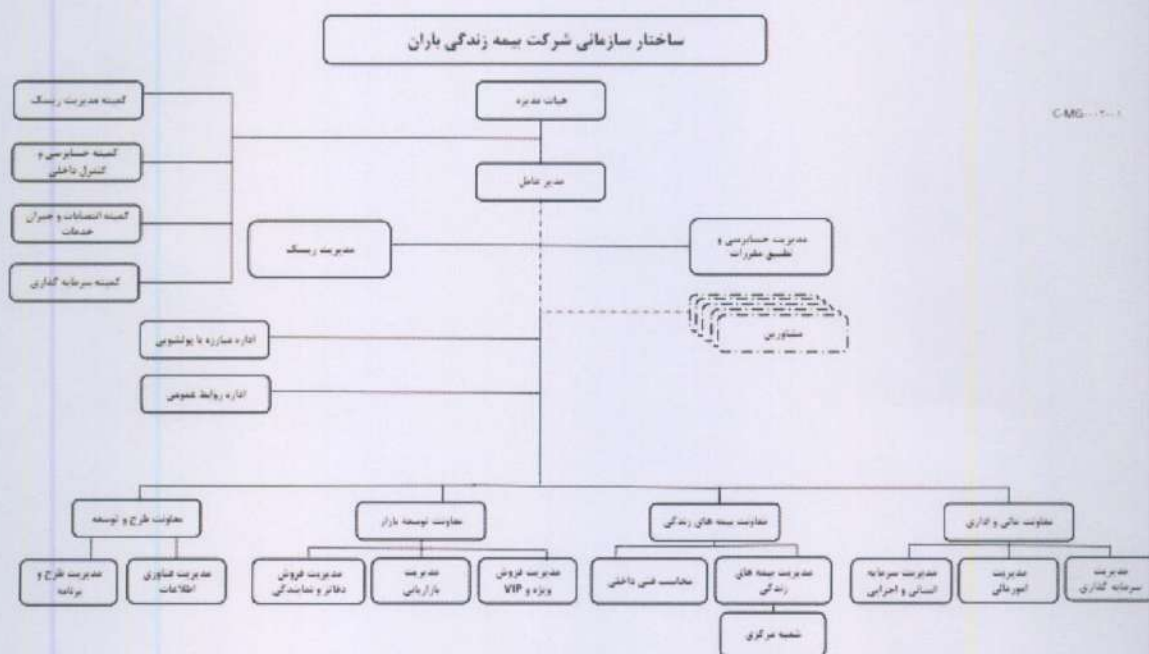 ساختار سازمانی شرکت بیمه زندگی باران
هیات مدیره
مدیر عامل
کمیته مدیریت ریسک
کمیته حسابرسی و
کنترل داخلی
کمیته انتصابات و جبران
خدمات
کمیته سرمایه گذاری
مدیریت حسابرسی و
تطبیق مقررات
مدیریت ریسک
مشاورین
اداره مبارزه با پولشویی
اداره روابط عمومی
معاونت مالی و اداری
معاونت بیمه های زندگی
معاونت توسعه بازار
معاونت طرح و توسعه
مدیریت
سرمایه گذاری
مدیریت
امورمالی
مدیریت سرمایه
انسانی و اجرایی
مدیریت بیمه های
زندگی
محاسب فنی داخلی
مدیریت فروش
ویژه و VIP
مدیریت
بازاریابی
مدیریت فروش
دفاتر و نمایندگی
مدیریت فناوری
اطلاعات
مدیریت طرح و
برنامه
شعبه مرکزی